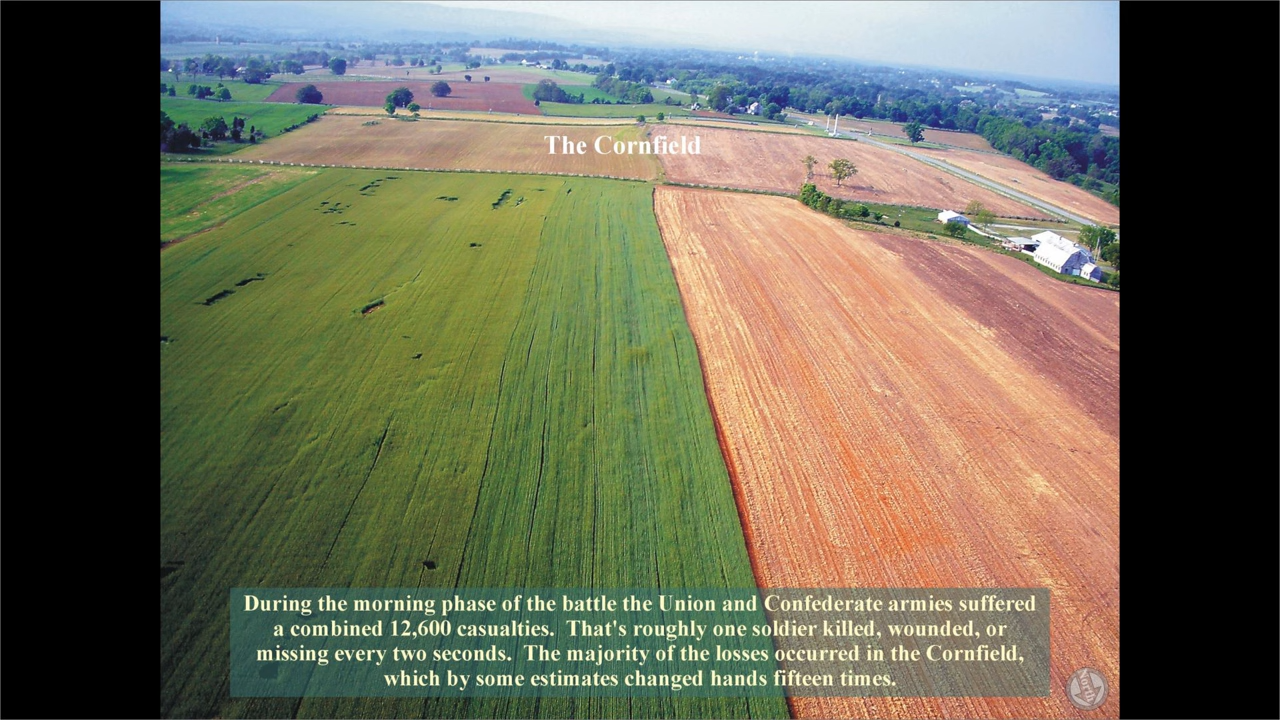 The Cornfield
During the morning phase of the battle the Union and Confederate armies suffered
a combined 12,600 casualties.  That's roughly one soldier killed, wounded, or
missing every two seconds.  The majority of the losses occurred in the Cornfield,
which by some estimates changed hands fifteen times.
North